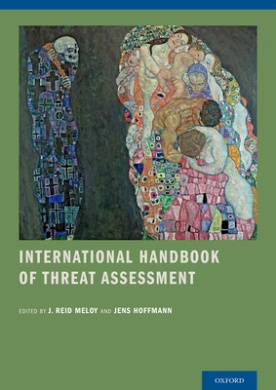 INTERNATIONAL HANDBOOK
OF THREAT ASSESSMENT
EDITED BY J. REID MELOY AND JENS HOFFMANN
OXFORD